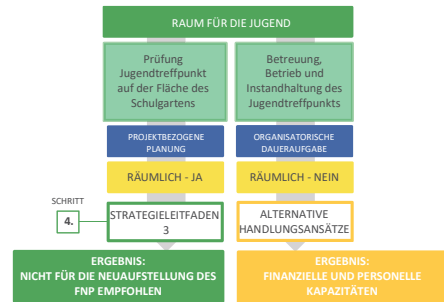 RAUM FÜR DIE JUGEND
Prüfung
Jugendtreffpunkt
auf der Fläche des
Schulgartens
Betreuung,
Betrieb und
Instandhaltung des
Jugendtreffpunkts
PROJEKTBEZOGENE
PLANUNG
ORGANISATORISCHE
DAUERAUFGABE
RÄUMLICH - JA
RÄUMLICH - NEIN
SCHRITT
4.
STRATEGIELEITFADEN
3
ALTERNATIVE
HANDLUNGSANSÄTZE
ERGEBNIS:
NICHT FÜR DIE NEUAUFSTELLUNG DES
FNP EMPFOHLEN
ERGEBNIS:
FINANZIELLE UND PERSONELLE
KAPAZITÄTEN